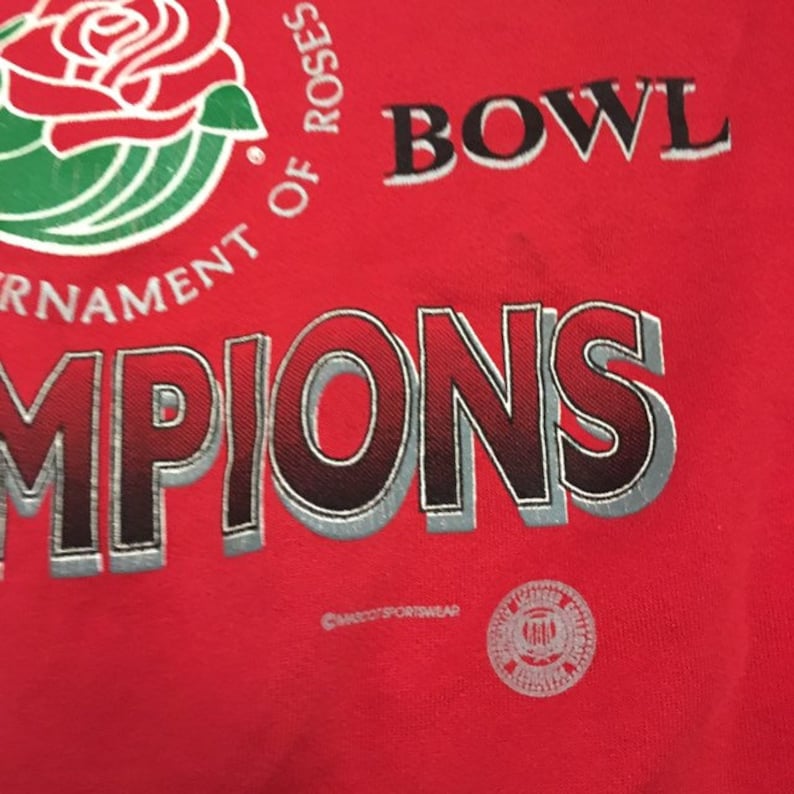 RNAMENT OF ROSES
BOWL
MPIONS
©MASCOT SPORTSWEAR